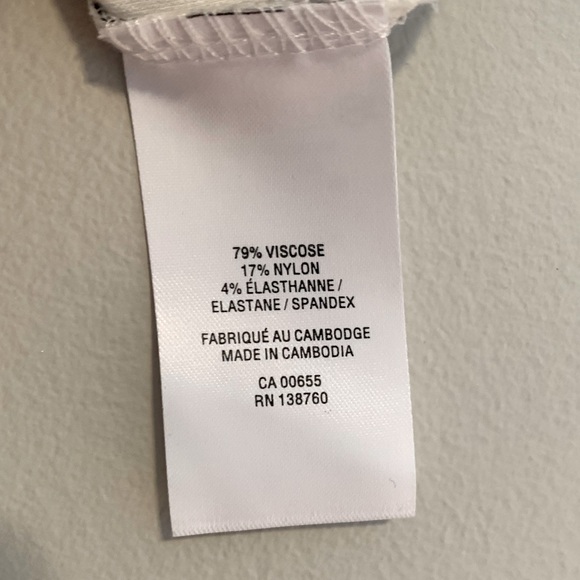 79% VISCOSE
17% NYLON
4% ÉLASTHANNE /
ELASTANE / SPANDEX
FABRIQUÉ AU CAMBODGE
MADE IN CAMBODIA
CA 00655
RN 138760